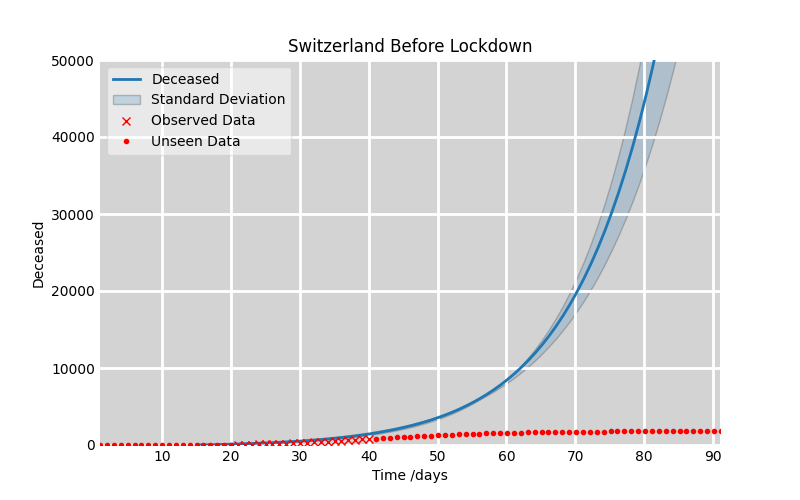 Switzerland Before Lockdown
50000
40000
30000
20000
10000
0
Deceased
Deceased
Standard Deviation
Observed Data
Unseen Data
10 20 30 40 50 60 70 80 90
Time /days